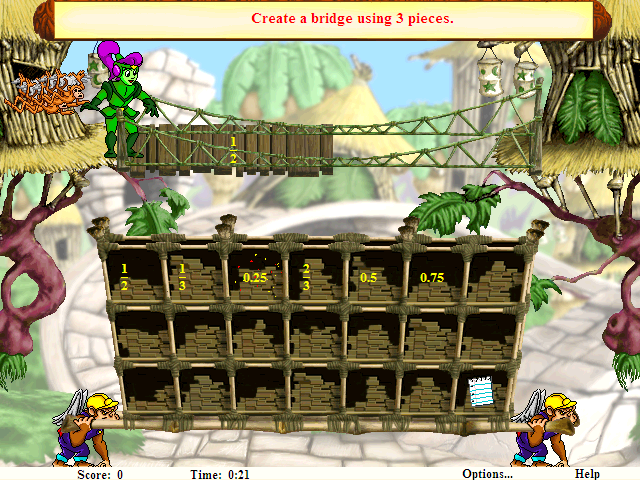 Create a bridge using 3 pieces.
1
2
1
2
1
3
0.25
2
3
0.5
0.75
Score: 0
Time: 0:21
Options...
Help